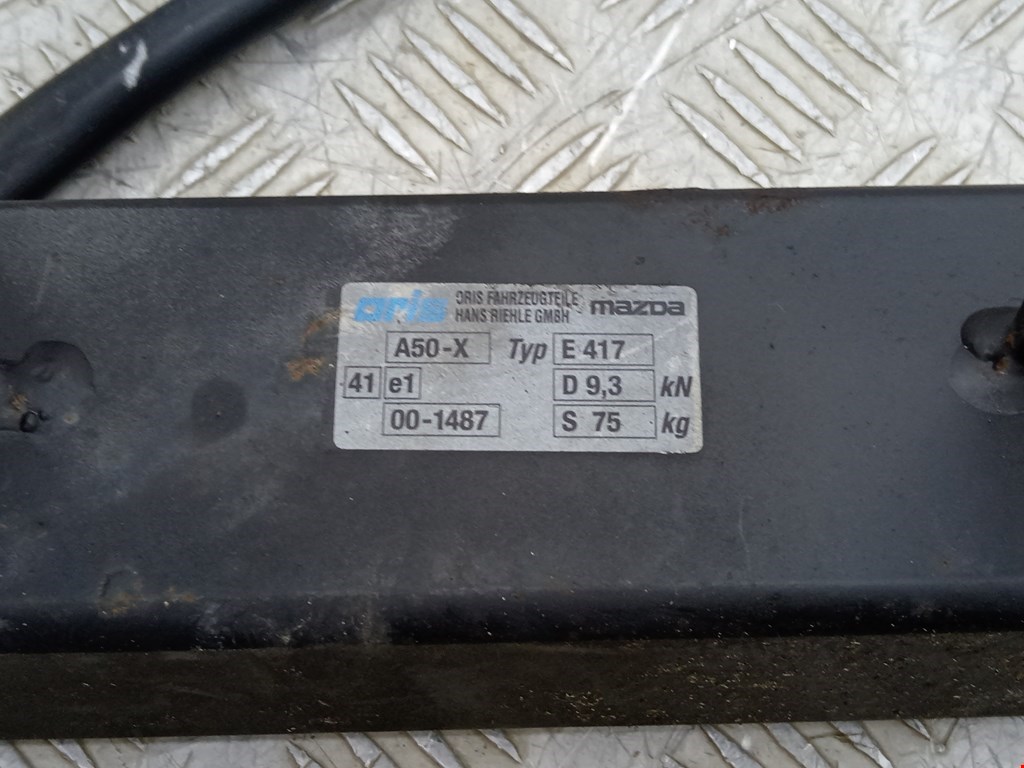 oris ORIS FAHRZEUGTEILE HANS RIEHLE GMBH mazda
A50-X Typ E 417
41 e1 D 9,3 kN
00-1487 S 75 kg